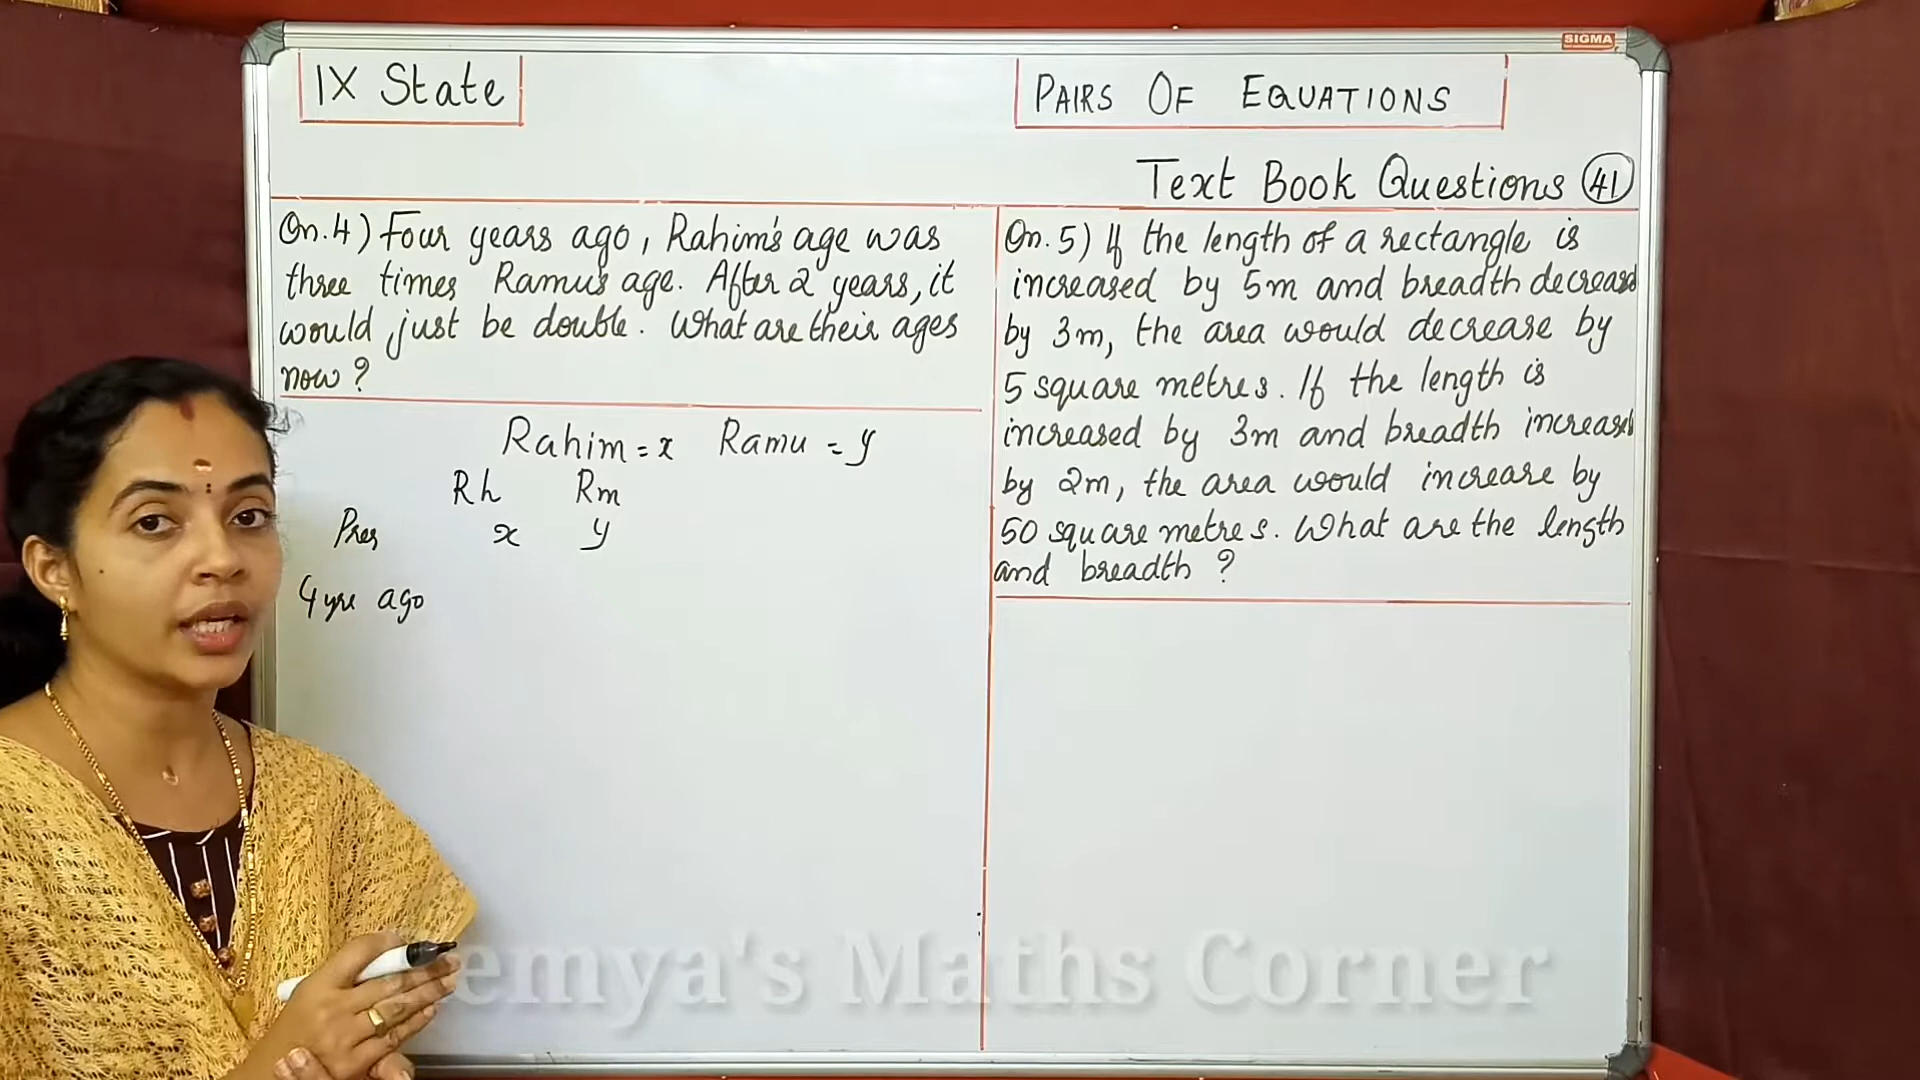 SIGMA
IX State
PAIRS OF EQUATIONS
Text Book Questions 41
Qn. 4) Four years ago, Rahim's age was
three times Ramu's age. After 2 years, it
would just be double. What are their ages
now?
Rahim = x Ramu = y
Rh Rm
Pres x y
4 yrs ago
Qn. 5) If the length of a rectangle is
increased by 5m and breadth decreased
by 3m, the area would decrease by
5 square metres. If the length is
increased by 3m and breadth increased
by 2m, the area would increase by
50 square metres. What are the length
and breadth ?
Remya's Maths Corner